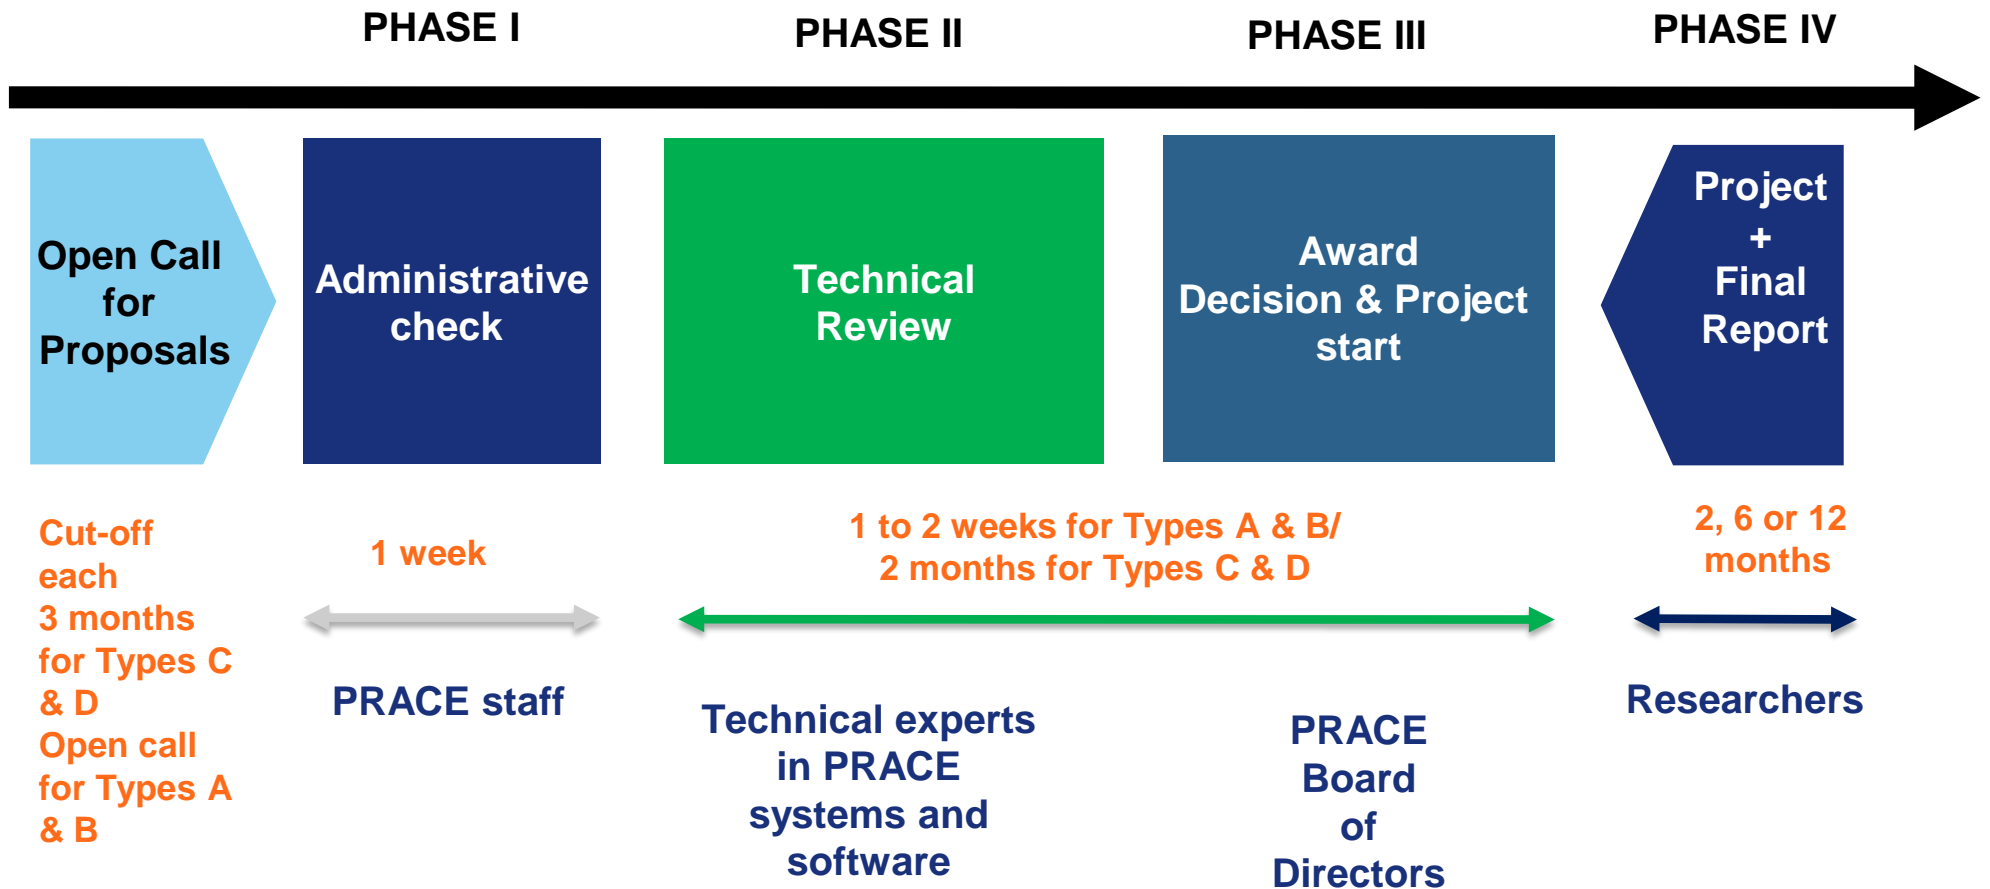 PHASE I
PHASE II
PHASE III
PHASE IV
Open Call
for
Proposals
Administrative
check
Technical
Review
Award
Decision & Project
start
Project
+
Final
Report
Cut-off
each
3 months
for Types C
& D
Open call
for Types A
& B
1 week
1 to 2 weeks for Types A & B/
2 months for Types C & D
2, 6 or 12
months
PRACE staff
Technical experts
in PRACE
systems and
software
PRACE
Board
of
Directors
Researchers